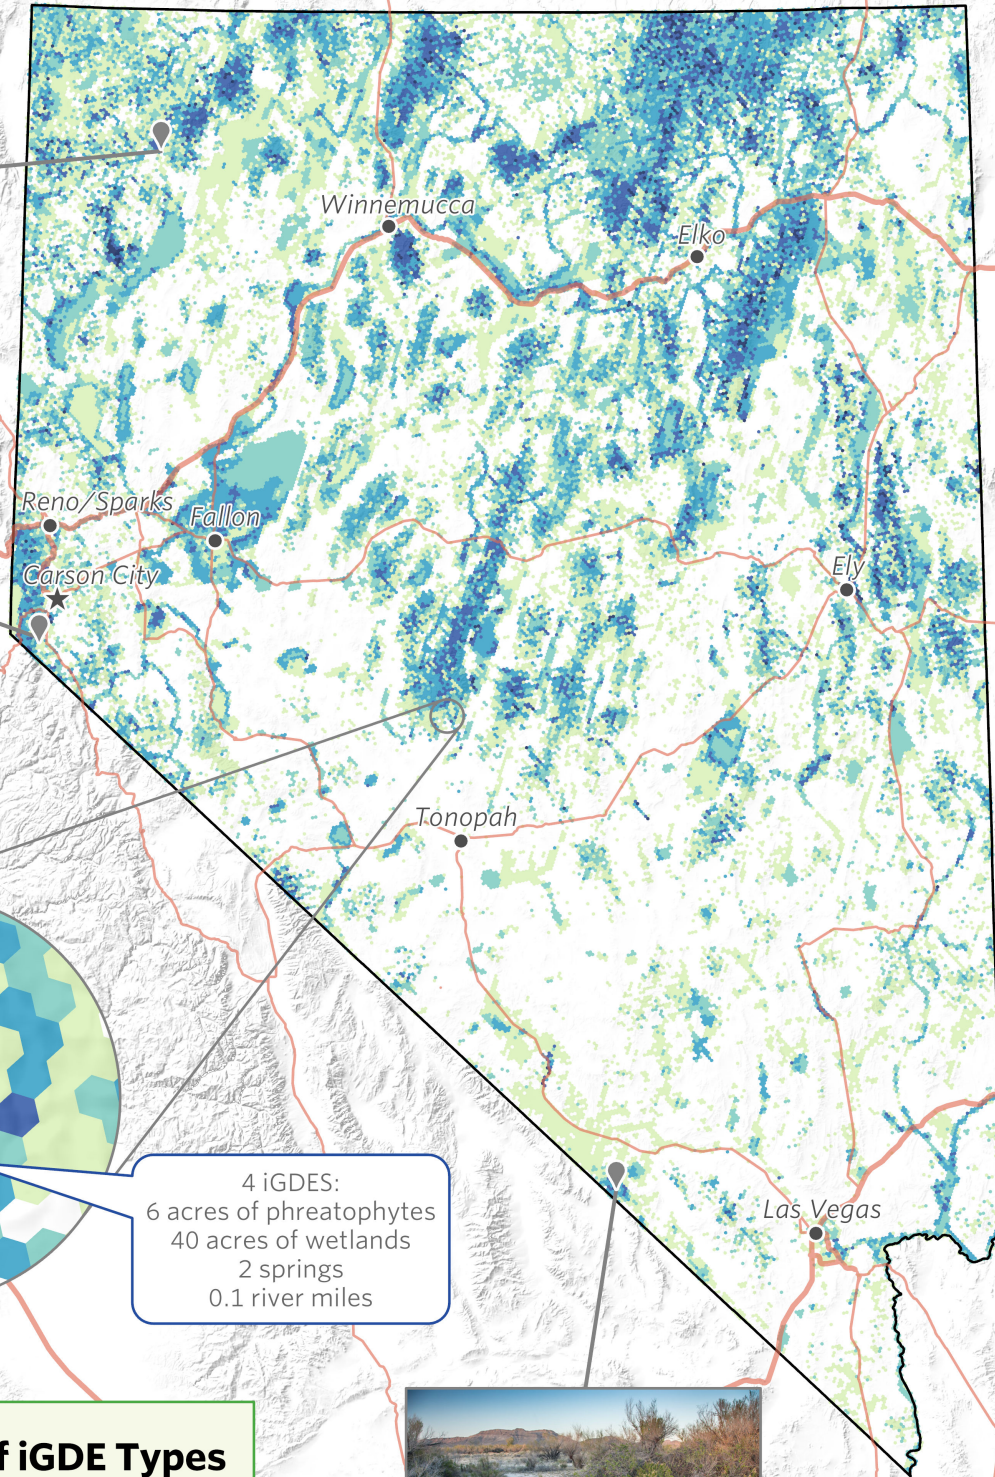 Winnemucca
Elko
Reno/Sparks
Fallon
Carson City
Ely
Tonopah
4 iGDES:
6 acres of phreatophytes
40 acres of wetlands
2 springs
0.1 river miles
Las Vegas
f iGDE Types